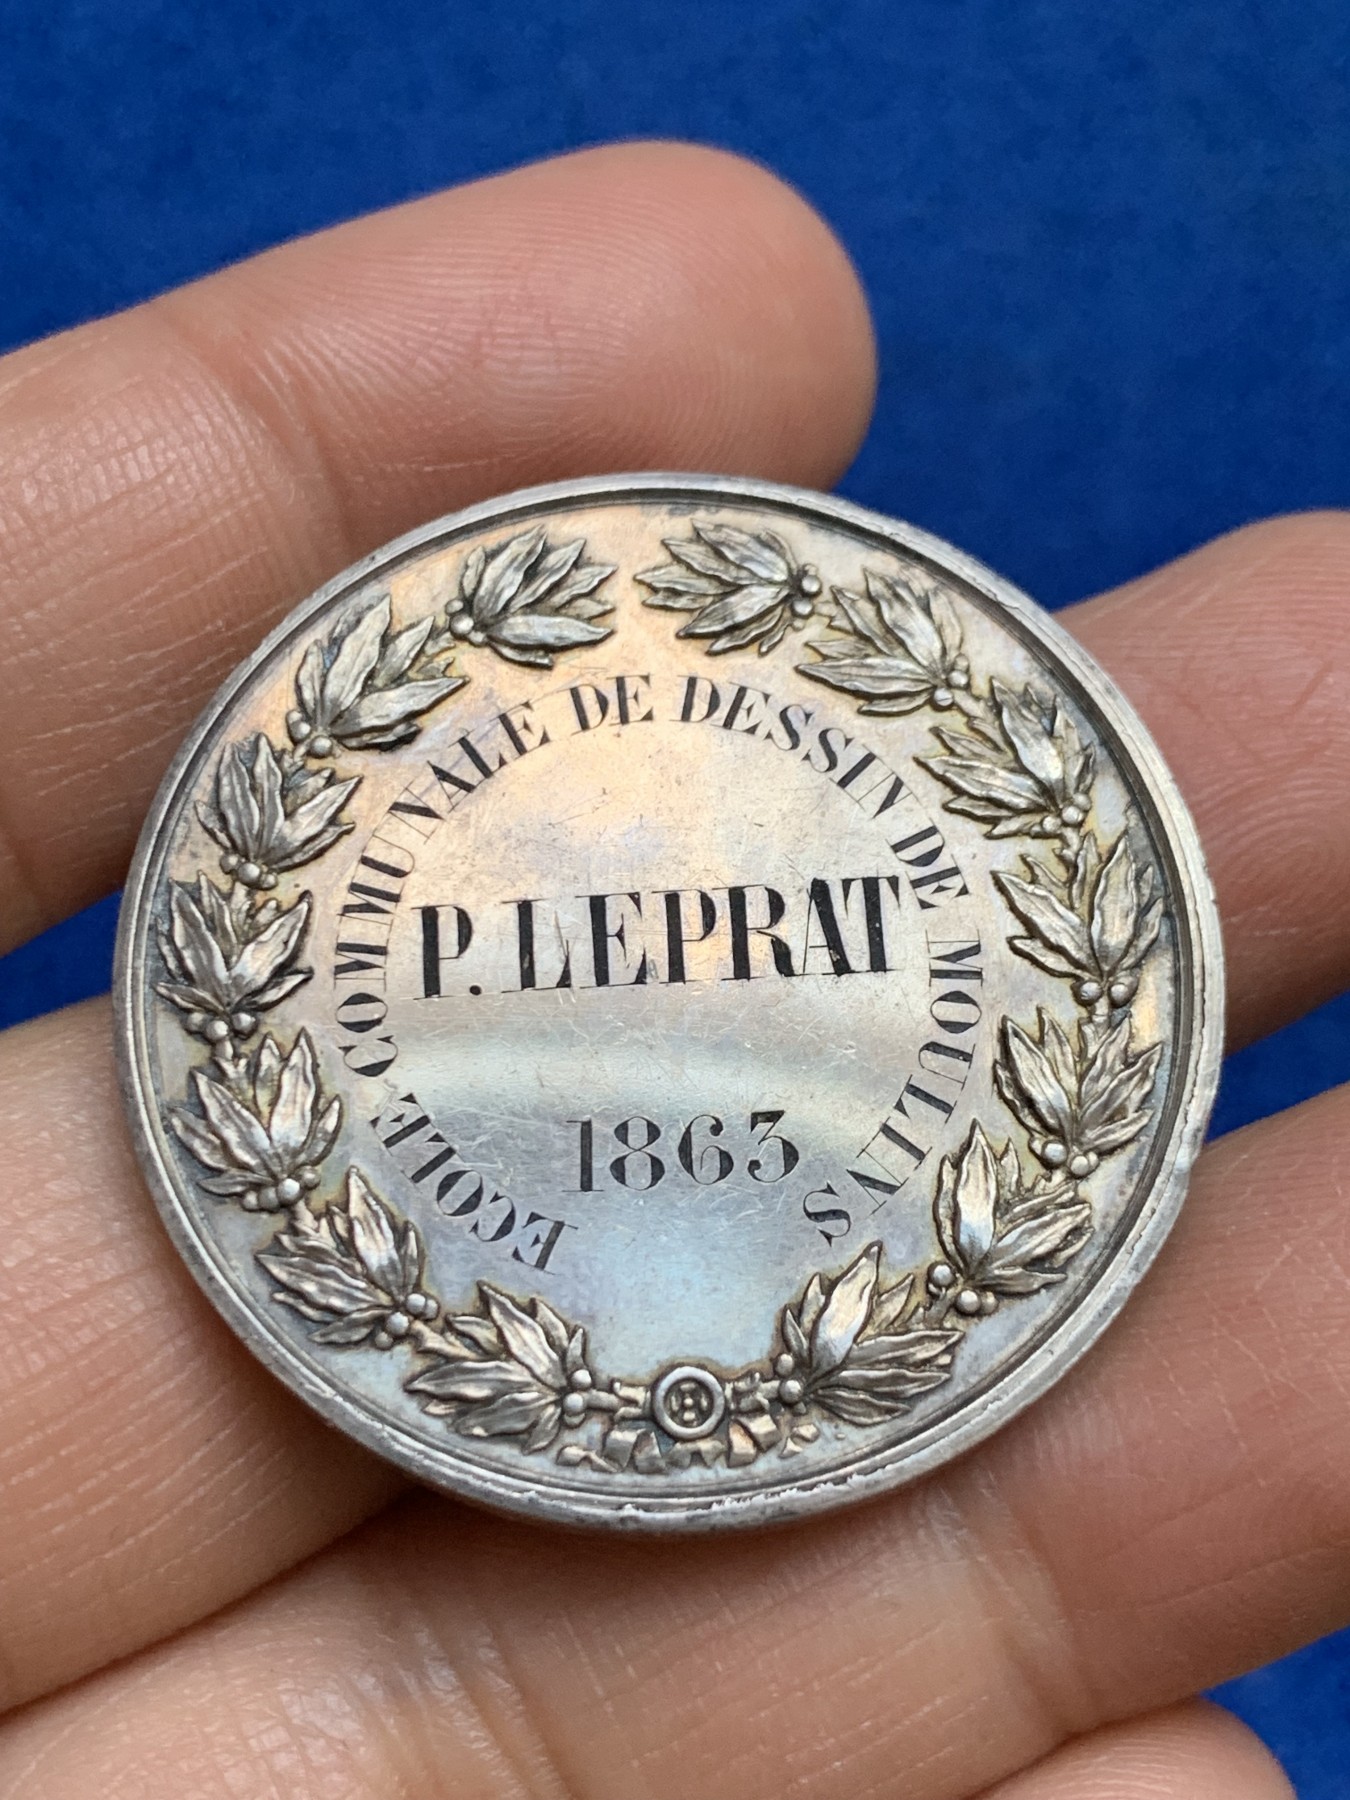 ECOLE COMMUNALE DE DESSIN DE MOULINS
P. LEPRAT
1863